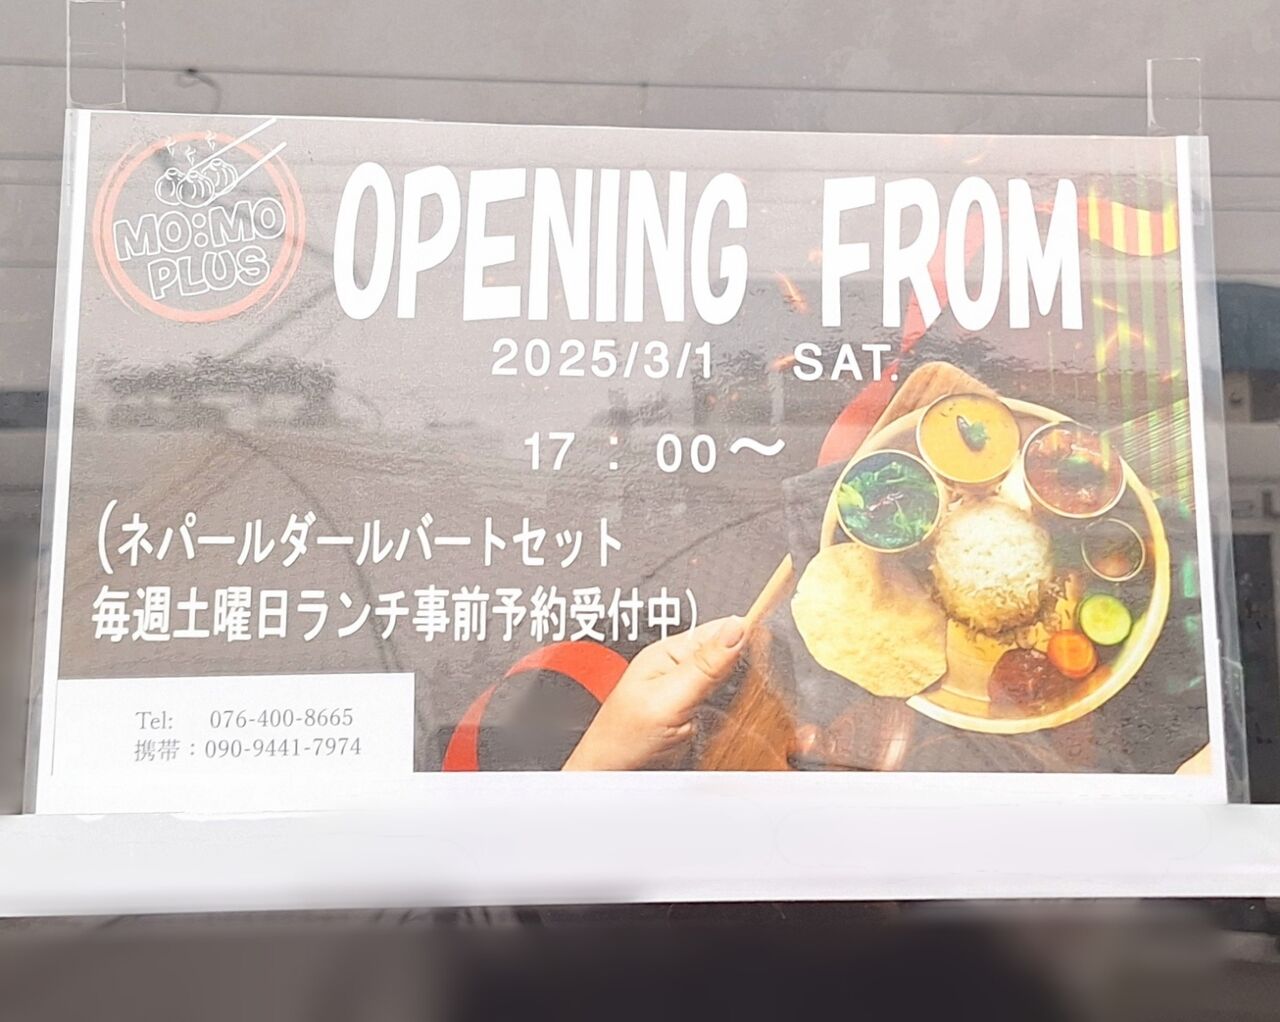 MO:MO
PLUS
OPENING FROM
2025/3/1 SAT.
17 : 00～
(ネパールダールバートセット
毎週土曜日ランチ事前予約受付中)
Tel: 076-400-8665
携帯：090-9441-7974